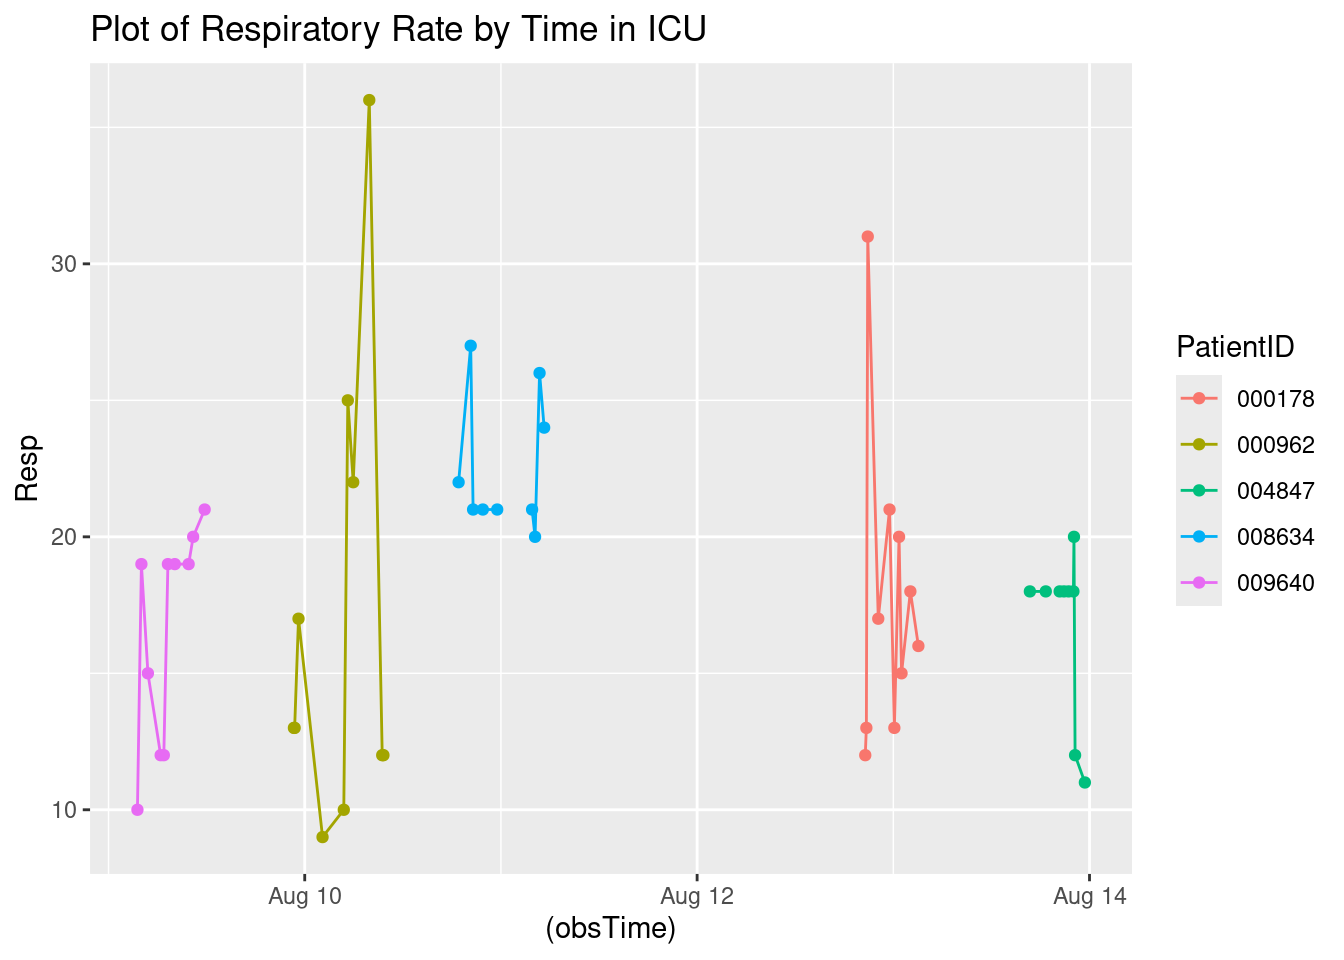 Plot of Respiratory Rate by Time in ICU
Resp
30
20
10
Aug 10
Aug 12
Aug 14
(obsTime)
PatientID
000178
000962
004847
008634
009640